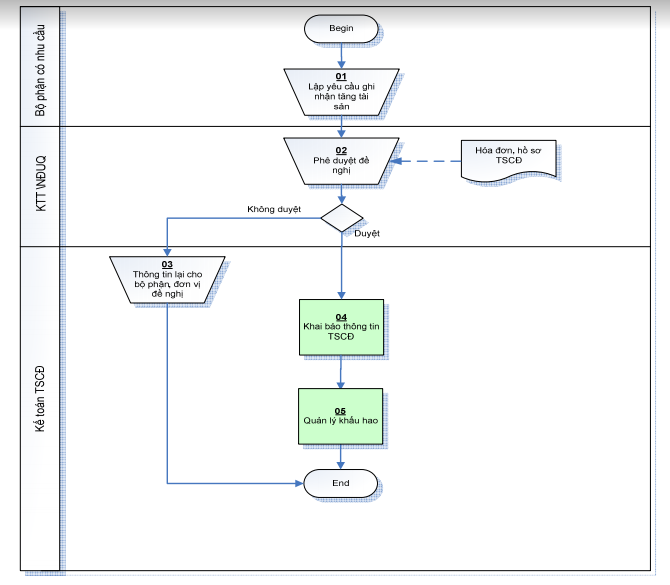 Bộ phận có nhu cầu
Begin
01
Lập yêu cầu ghi
nhận tăng tài
sản
KTT \NĐUQ
02
Phê duyệt đề
nghị
Hóa đơn, hồ sơ
TSCĐ
Không duyệt
Duyệt
Kế toán TSCĐ
03
Thông tin lại cho
bộ phận, đơn vị
đề nghị
04
Khai báo thông tin
TSCĐ
05
Quản lý khấu hao
End